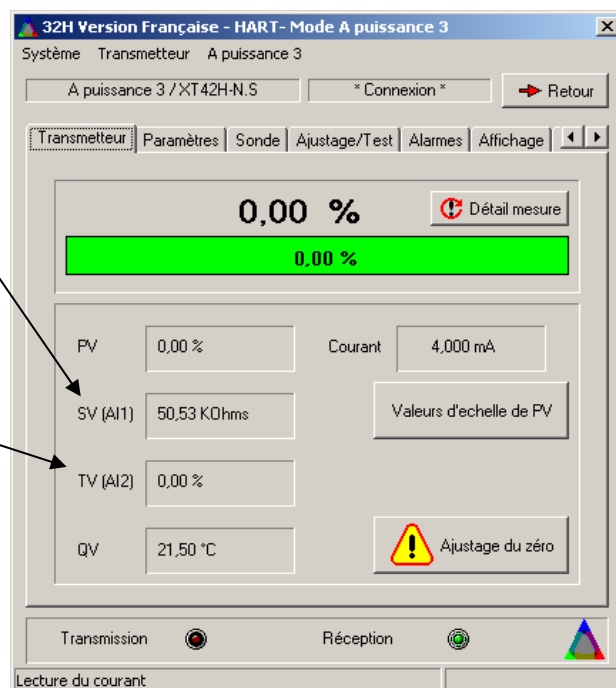 32H Version Française - HART- Mode A puissance 3
Système Transmetteur A puissance 3
A puissance 3 / XT42H-N.S * Connexion * Retour
Transmetteur Paramètres Sonde Ajustage/Test Alarmes Affichage
0,00 % Détail mesure
0,00 %
PV 0,00 % Courant 4,000 mA
SV (AI1) 50,53 KOhms Valeurs d'echelle de PV
TV (AI2) 0,00 %
QV 21,50 °C Ajustage du zéro
Transmission Réception
Lecture du courant